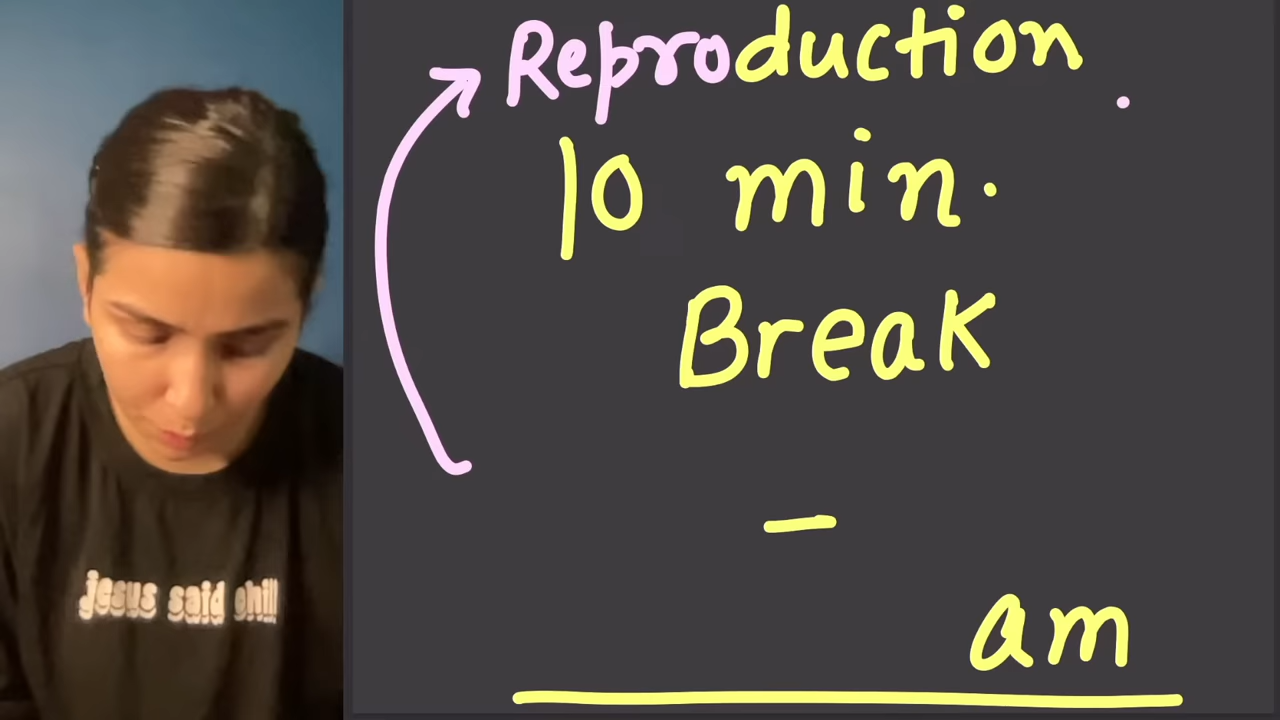 Reproduction
10 min.
Break
–
am
jesus said chill